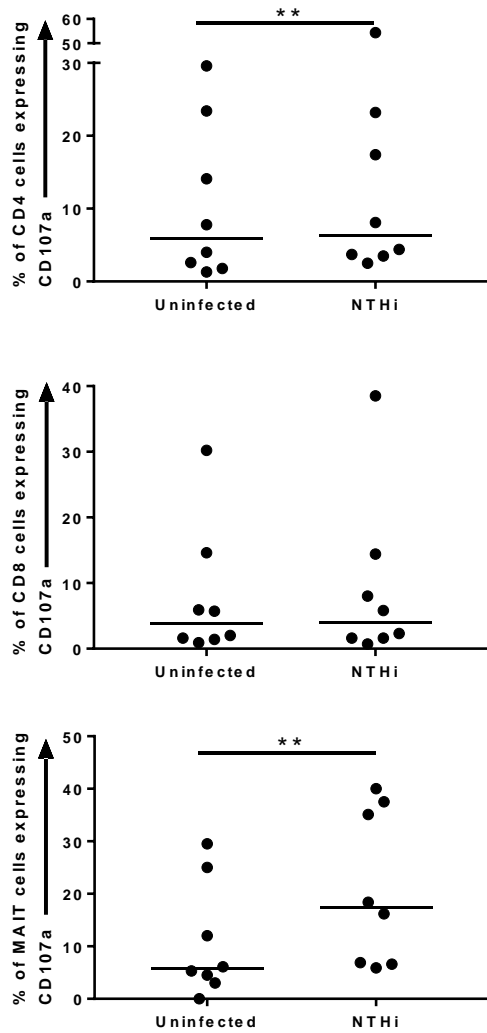 % of CD4 cells expressing
CD107a
60
50
30
20
10
0
**
Uninfected
NTHi
% of CD8 cells expressing
CD107a
40
30
20
10
0
Uninfected
NTHi
% of MAIT cells expressing
CD107a
50
40
30
20
10
0
**
Uninfected
NTHi